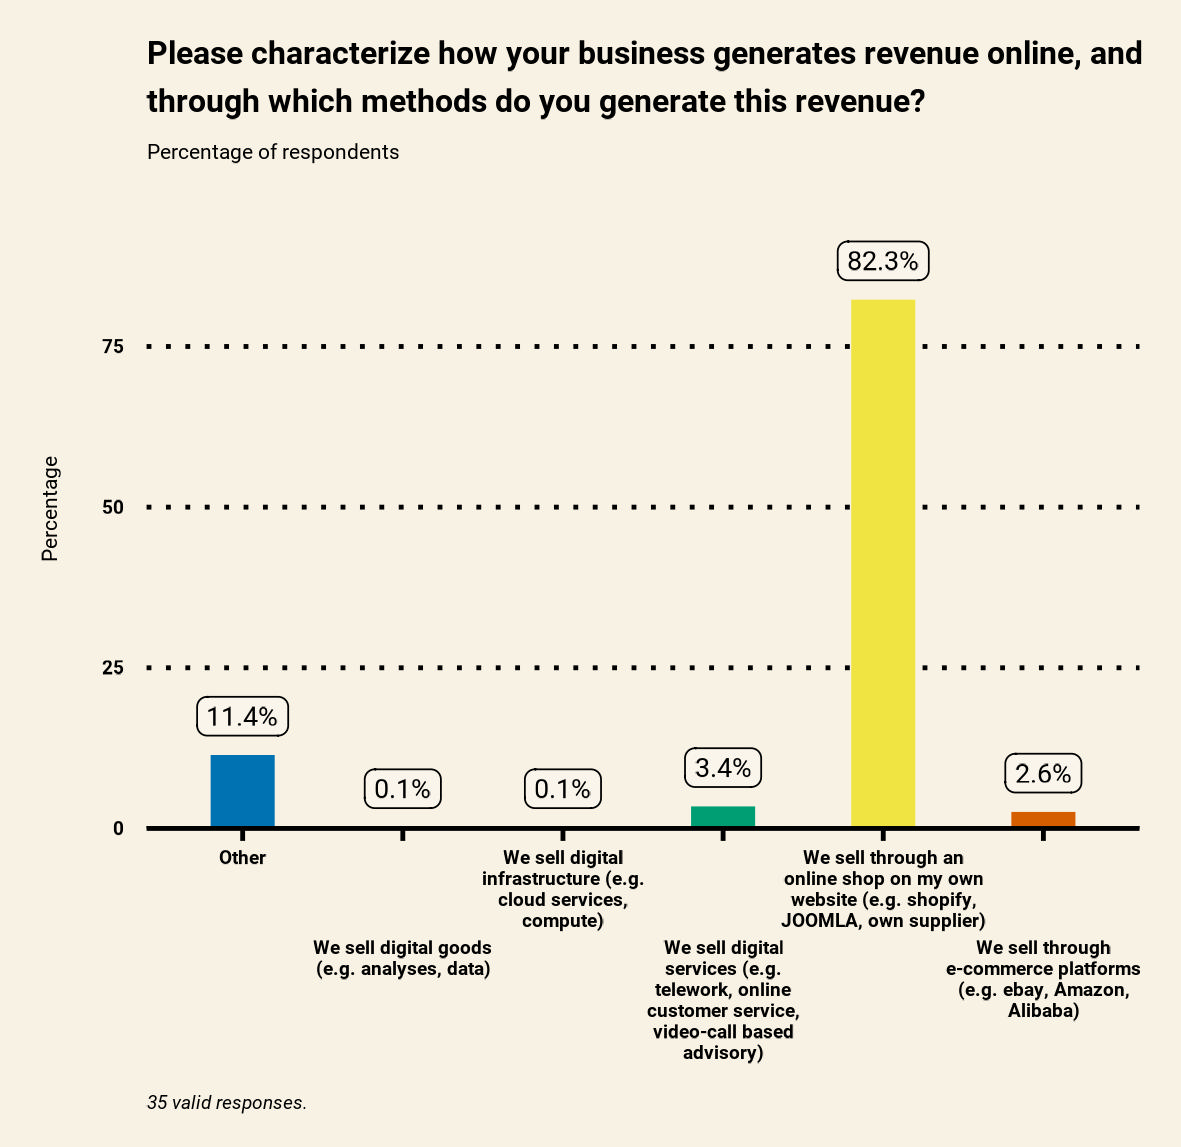 Please characterize how your business generates revenue online, and
through which methods do you generate this revenue?
Percentage of respondents
Percentage
75
50
25
0
11.4%
0.1%
0.1%
3.4%
82.3%
2.6%
Other
We sell digital goods
(e.g. analyses, data)
We sell digital
infrastructure (e.g.
cloud services,
compute)
We sell digital
services (e.g.
telework, online
customer service,
video-call based
advisory)
We sell through an
online shop on my own
website (e.g. shopify,
JOOMLA, own supplier)
We sell through
e-commerce platforms
(e.g. ebay, Amazon,
Alibaba)
35 valid responses.